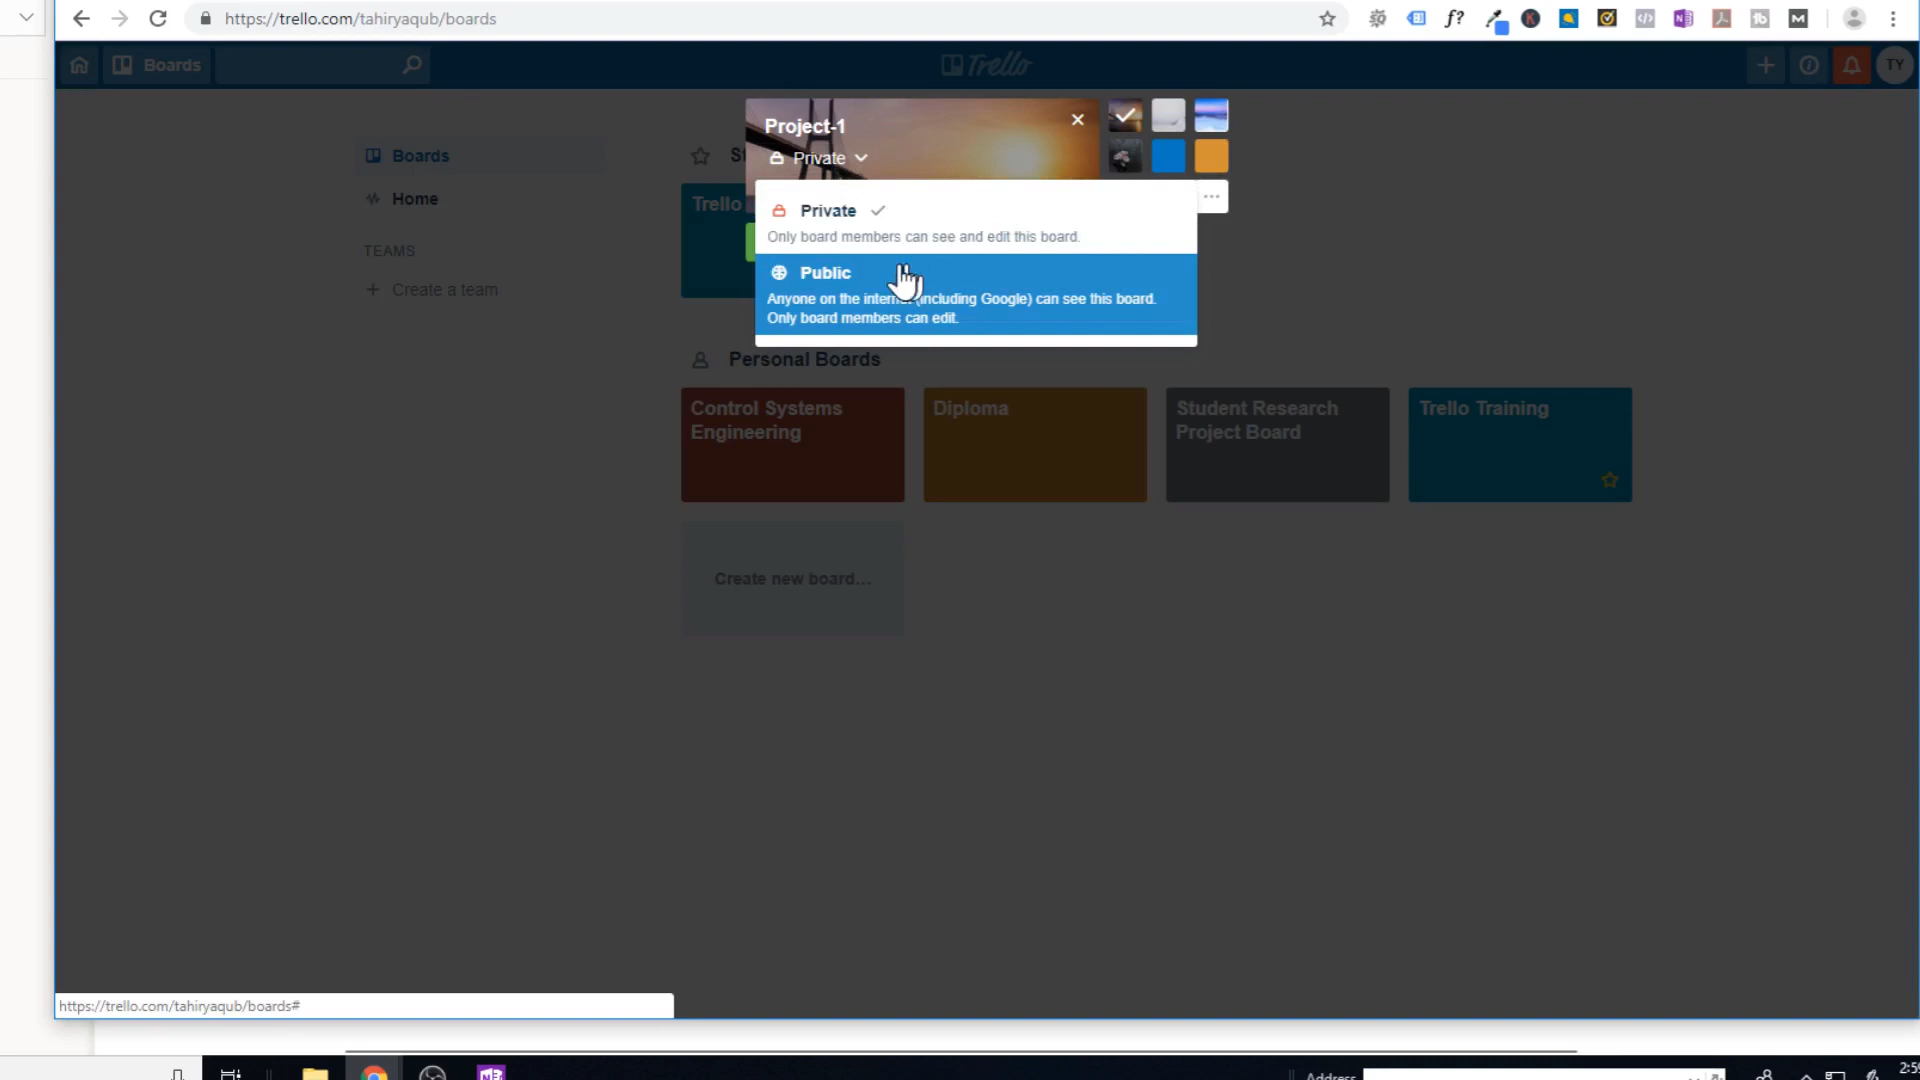 https://trello.com/tahiryaqub/boards
Boards
Trello
TY
Project-1
Private
Boards
Home
TEAMS
Create a team
Trello
Private
Only board members can see and edit this board.
Public
Anyone on the internet (including Google) can see this board.
Only board members can edit.
Personal Boards
Control Systems
Engineering
Diploma
Student Research
Project Board
Trello Training
Create new board...
https://trello.com/tahiryaqub/boards#
Address